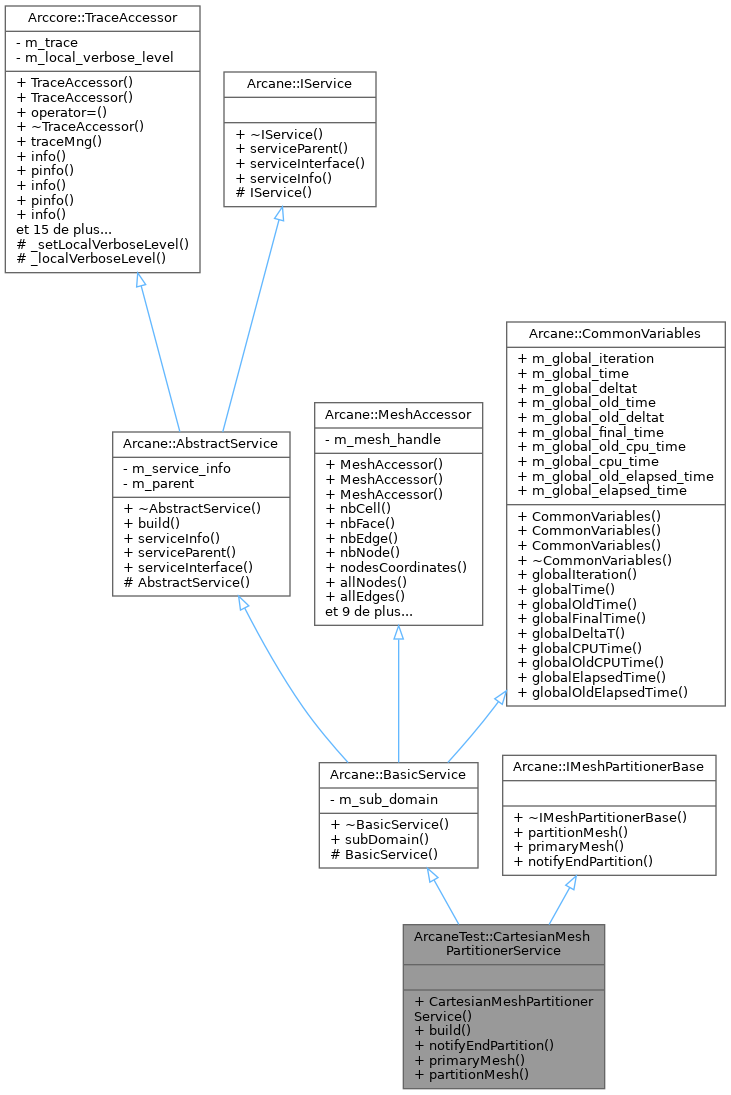 Arccore::TraceAccessor
- m_trace
- m_local_verbose_level
+ TraceAccessor()
+ TraceAccessor()
+ operator=()
+ ~TraceAccessor()
+ traceMng()
+ info()
+ pinfo()
+ info()
+ pinfo()
+ info()
et 15 de plus...
# _setLocalVerboseLevel()
# _localVerboseLevel()
Arcane::IService
+ ~IService()
+ serviceParent()
+ serviceInterface()
+ serviceInfo()
# IService()
Arcane::CommonVariables
+ m_global_iteration
+ m_global_time
+ m_global_deltat
+ m_global_old_time
+ m_global_old_deltat
+ m_global_final_time
+ m_global_old_cpu_time
+ m_global_cpu_time
+ m_global_old_elapsed_time
+ m_global_elapsed_time
+ CommonVariables()
+ CommonVariables()
+ CommonVariables()
+ ~CommonVariables()
+ globalIteration()
+ globalTime()
+ globalOldTime()
+ globalFinalTime()
+ globalDeltaT()
+ globalCPUTime()
+ globalOldCPUTime()
+ globalElapsedTime()
+ globalOldElapsedTime()
Arcane::MeshAccessor
- m_mesh_handle
+ MeshAccessor()
+ MeshAccessor()
+ MeshAccessor()
+ nbCell()
+ nbFace()
+ nbEdge()
+ nbNode()
+ nodesCoordinates()
+ allNodes()
+ allEdges()
et 9 de plus...
Arcane::AbstractService
- m_service_info
- m_parent
+ ~AbstractService()
+ build()
+ serviceInfo()
+ serviceParent()
+ serviceInterface()
# AbstractService()
Arcane::BasicService
- m_sub_domain
+ ~BasicService()
+ subDomain()
# BasicService()
Arcane::IMeshPartitionerBase
+ ~IMeshPartitionerBase()
+ partitionMesh()
+ primaryMesh()
+ notifyEndPartition()
ArcaneTest::CartesianMesh
PartitionerService
+ CartesianMeshPartitioner
Service()
+ build()
+ notifyEndPartition()
+ primaryMesh()
+ partitionMesh()